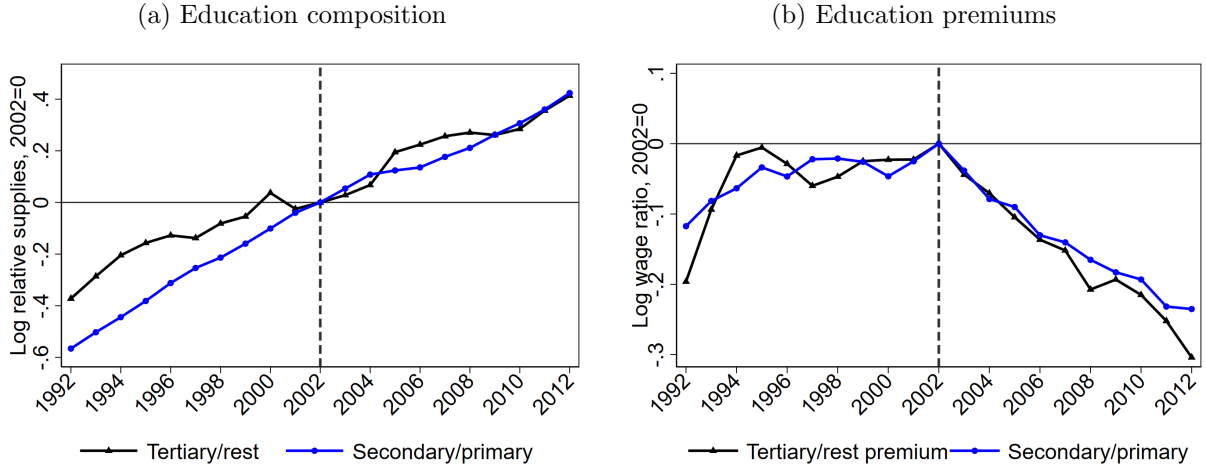 (a) Education composition
Log relative supplies, 2002=0
.4
.2
0
-.2
-.4
-.6
1992 1994 1996 1998 2000 2002 2004 2006 2008 2010 2012
Tertiary/rest Secondary/primary
(b) Education premiums
Log wage ratio, 2002=0
.1
0
-.1
-.2
-.3
1992 1994 1996 1998 2000 2002 2004 2006 2008 2010 2012
Tertiary/rest premium Secondary/primary